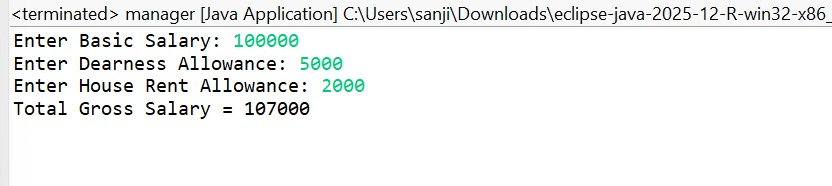 <terminated> manager [Java Application] C:\Users\sanji\Downloads\eclipse-java-2025-12-R-win32-x86_
Enter Basic Salary: 100000
Enter Dearness Allowance: 5000
Enter House Rent Allowance: 2000
Total Gross Salary = 107000